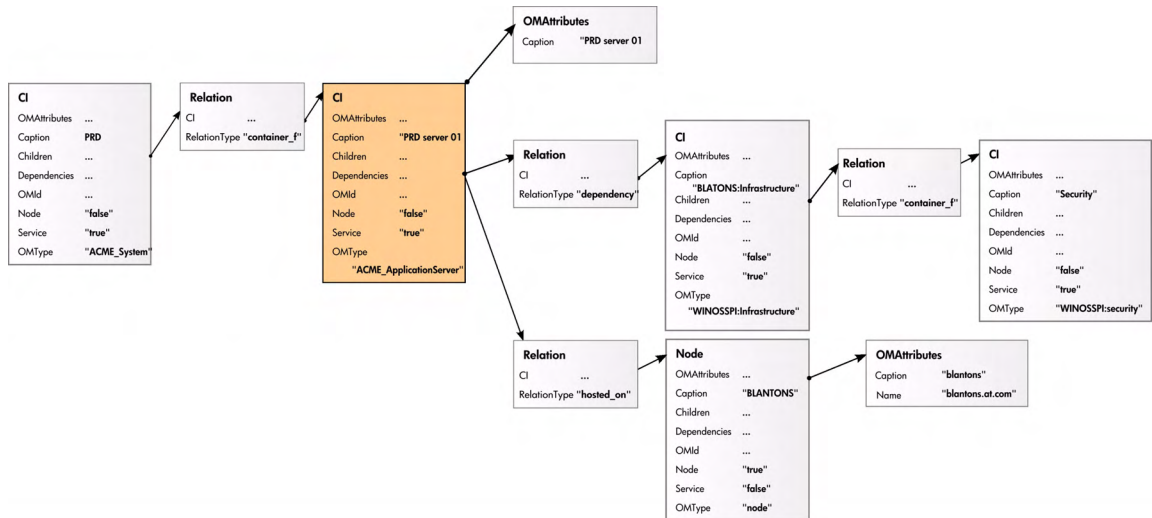 OMAttributes
Caption "PRD server 01
CI
OMAttributes ...
Caption PRD
Children ...
Dependencies ...
OMId ...
Node "false"
Service "true"
OMType "ACME_System"
Relation
CI ...
RelationType "container_f"
CI
OMAttributes ...
Caption "PRD server 01
Children ...
Dependencies ...
OMId ...
Node "false"
Service "true"
OMType
"ACME_ApplicationServer"
Relation
CI ...
RelationType "dependency"
CI
OMAttributes ...
Caption
"BLATONS:Infrastructure"
Children ...
Dependencies ...
OMId ...
Node "false"
Service "true"
OMType
"WINOSSPI:Infrastructure"
Relation
CI ...
RelationType "container_f"
CI
OMAttributes ...
Caption "Security"
Children ...
Dependencies ...
OMId ...
Node "false"
Service "true"
OMType "WINOSSPI:security"
Relation
CI ...
RelationType "hosted_on"
Node
OMAttributes ...
Caption "BLANTONS"
Children ...
Dependencies ...
OMId ...
Node "true"
Service "false"
OMType "node"
OMAttributes
Caption "blantons"
Name "blantons.at.com"